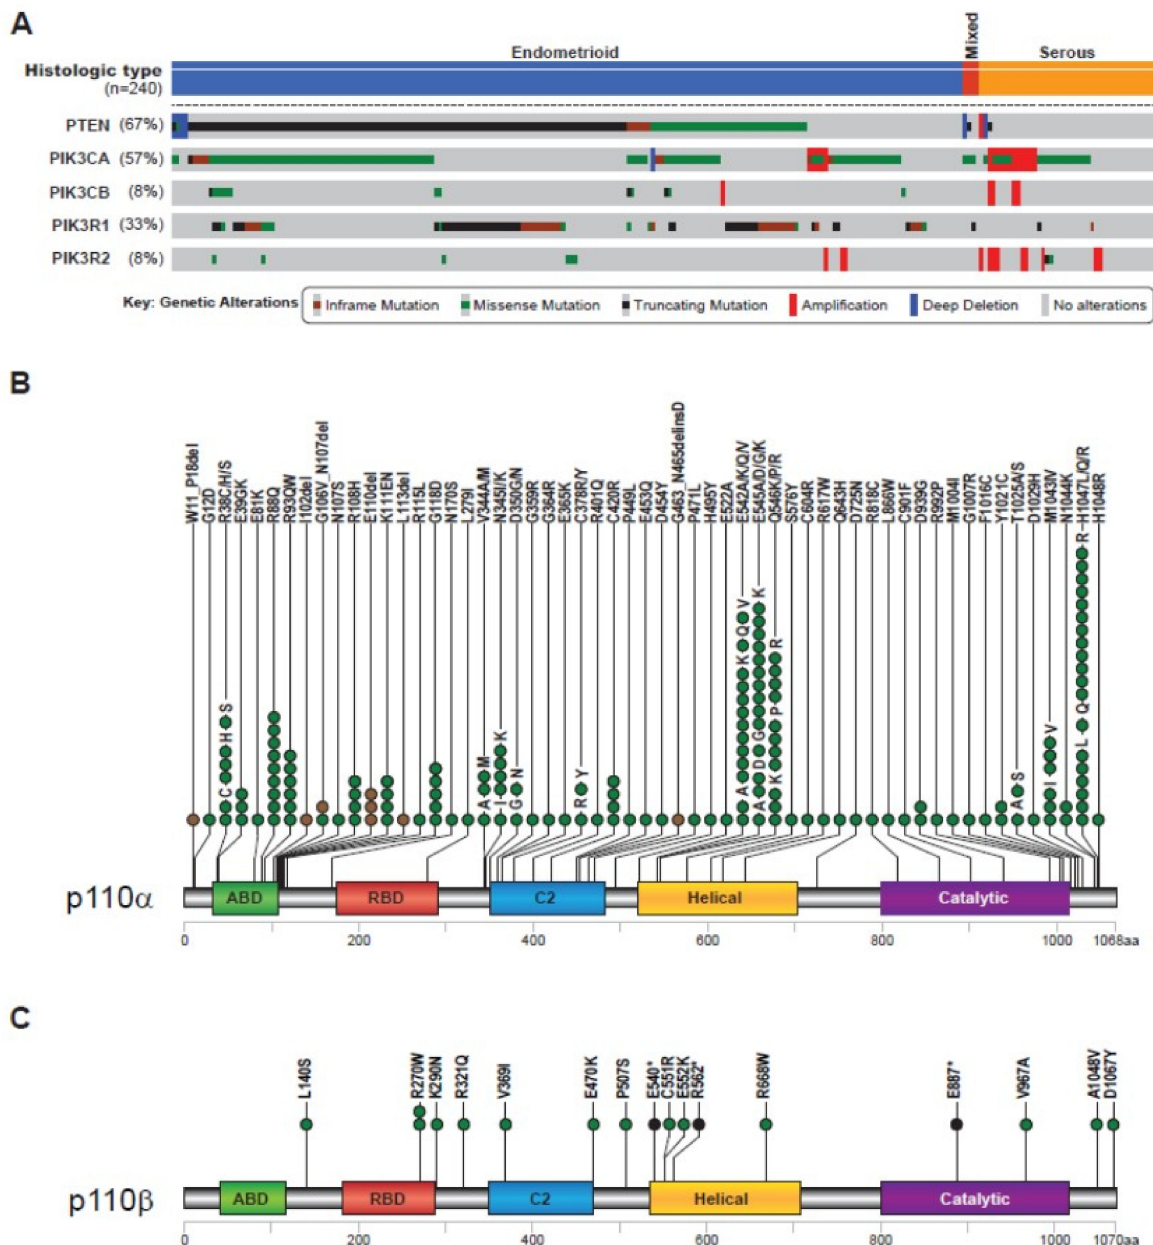 A
Endometrioid
Mixed
Serous
Histologic type
(n=240)
PTEN (67%)
PIK3CA (57%)
PIK3CB (8%)
PIK3R1 (33%)
PIK3R2 (8%)
Key: Genetic Alterations
Inframe Mutation
Missense Mutation
Truncating Mutation
Amplification
Deep Deletion
No alterations
B
W11_P18del
G12D
R38C/H/S
E39GK
E81K
R88Q
R93QW
I102del
G106V_N107del
N107S
R108H
E110del
K111EN
L113del
R115L
G118D
N170S
L279I
V344A/M
N345I/K
D350G/N
G359R
G364R
E365K
C378R/Y
R401Q
C420R
P449L
E453Q
D454Y
G463_N465delinsD
P471L
H495Y
E522A
E542A/K/Q/V
E545A/D/G/K
Q546K/P/R
S576Y
C604R
R617W
Q643H
D725N
R818C
L866W
C901F
D939G
R992P
M1004I
G1007R
F1016C
Y1021C
T1025A/S
D1029H
M1043I/V
N1044K
H1047L/Q/R
H1048R
C H S
A M
I K
G N
R Y
A K Q V
A D G K
K P R
A S
I V
L Q R
p110α
ABD
RBD
C2
Helical
Catalytic
0 200 400 600 800 1000 1068aa
C
L140S
R270W
K290N
R321Q
V369I
E470K
P507S
E540*
C551R
E552K
R562*
R668W
E887*
V967A
A1048V
D1067Y
p110β
ABD
RBD
C2
Helical
Catalytic
0 200 400 600 800 1000 1070aa